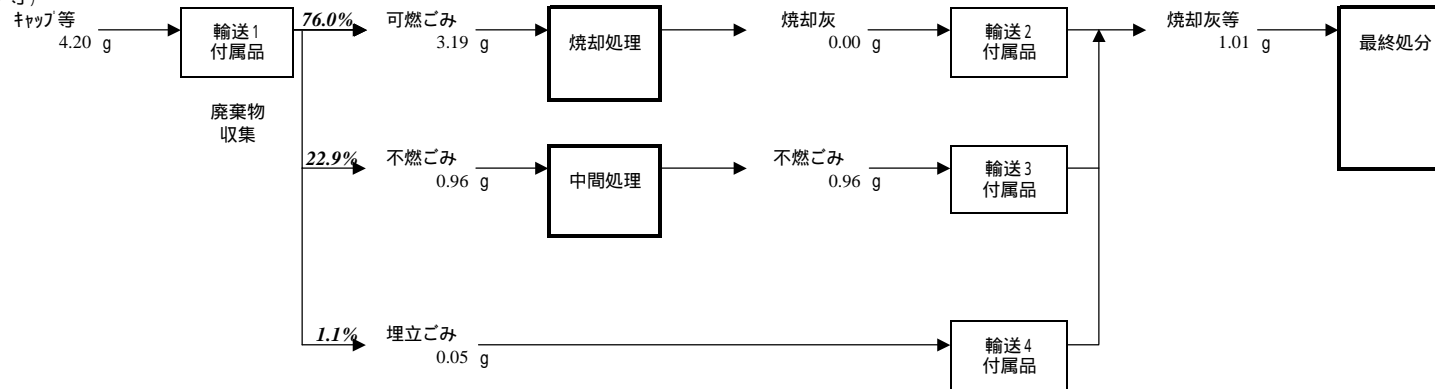 キャップ等
4.20 g
輸送1
付属品
76.0%
可燃ごみ
3.19 g
焼却処理
焼却灰
0.00 g
輸送2
付属品
焼却灰等
1.01 g
最終処分
廃棄物
収集
22.9%
不燃ごみ
0.96 g
中間処理
不燃ごみ
0.96 g
輸送3
付属品
1.1%
埋立ごみ
0.05 g
輸送4
付属品